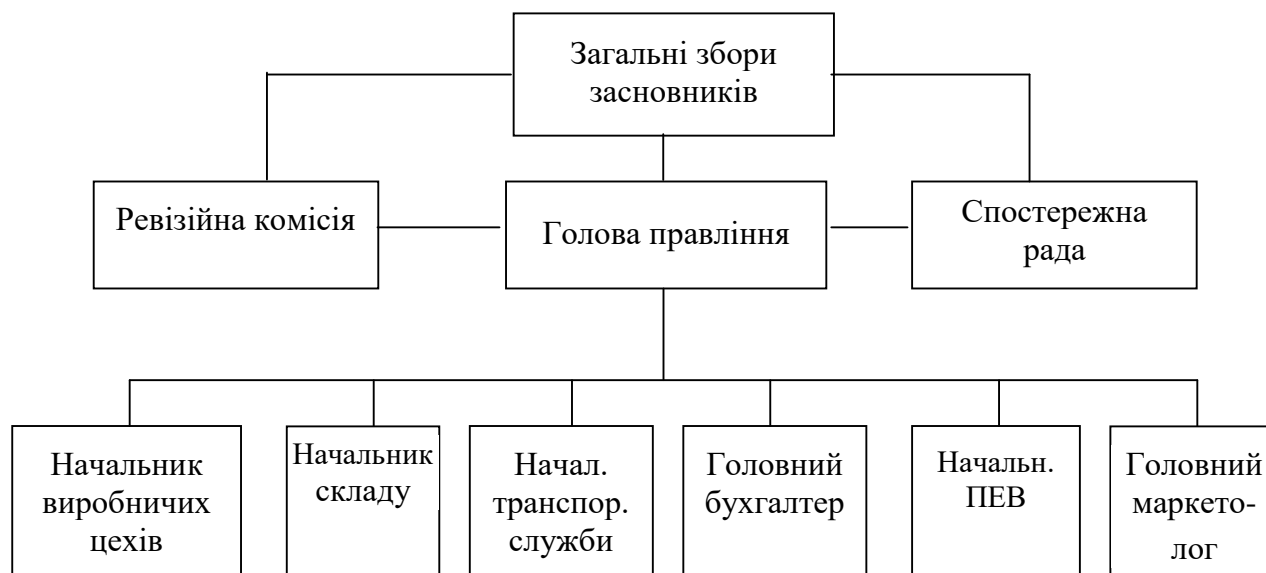 Загальні збори
засновників
Ревізійна комісія
Голова правління
Спостережна
рада
Начальник
виробничих
цехів
Начальник
складу
Начал.
транспор.
служби
Головний
бухгалтер
Начальн.
ПЕВ
Головний
маркето-
лог